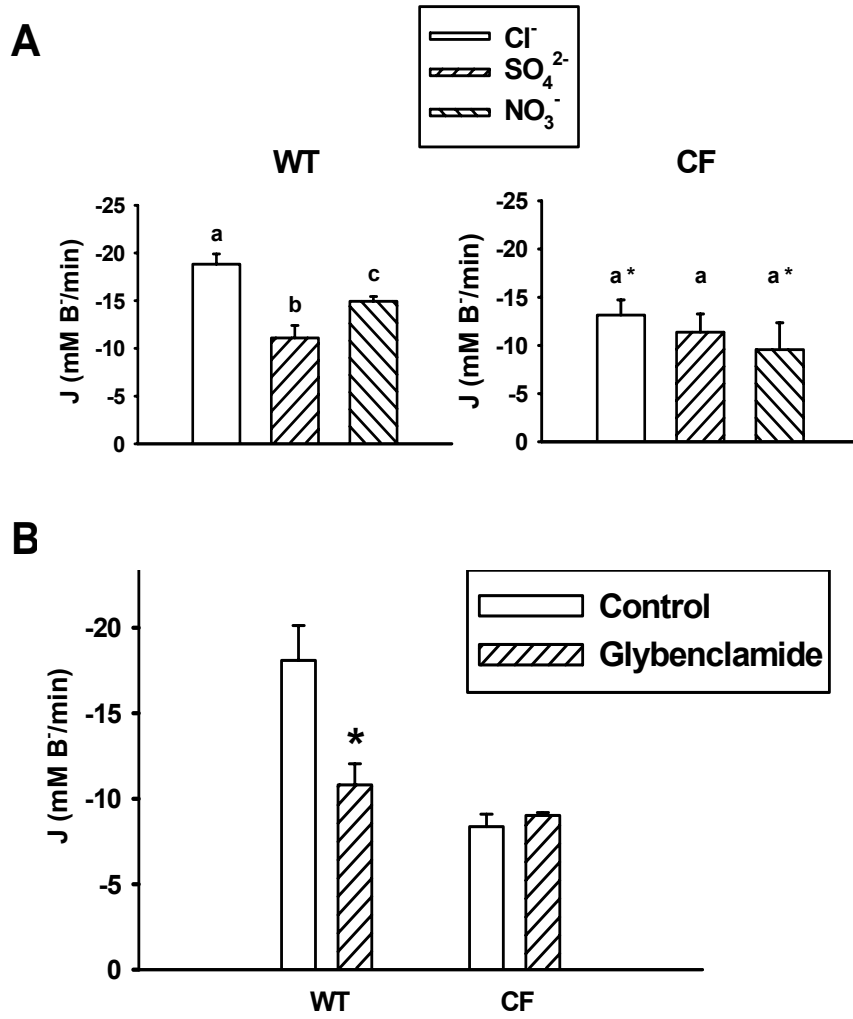 A
Cl⁻
SO₄²⁻
NO₃⁻
WT
CF
J (mM B⁻/min)
-25
-20
-15
-10
-5
0
a
b
c
J (mM B⁻/min)
-25
-20
-15
-10
-5
0
a *
a
a *
B
Control
Glybenclamide
J (mM B⁻/min)
-20
-15
-10
-5
0
*
WT
CF